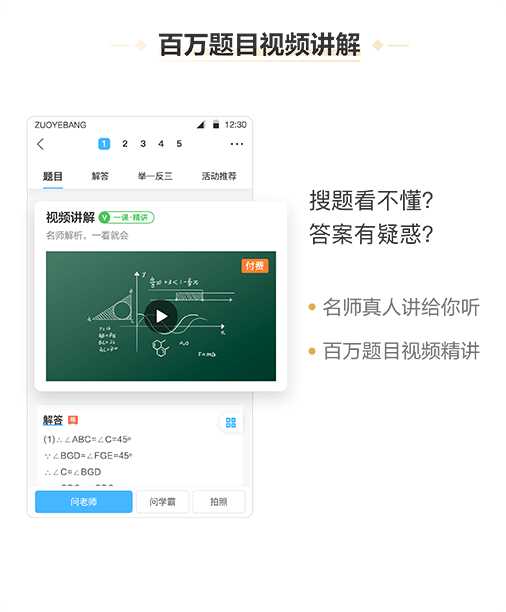 百万题目视频讲解
ZUOYEBANG 12:30
1 2 3 4 5
题目 解答 举一反三 活动推荐
视频讲解 V 一课·精讲
名师解析，一看就会
付费
y
x
H₂O
F=ma
解答
(1)∴∠ABC=∠C=45°
∵∠BGD=∠FGE=45°
∴∠C=∠BGD
问老师 问学霸 拍照
搜题看不懂?
答案有疑惑?
名师真人讲给你听
百万题目视频精讲